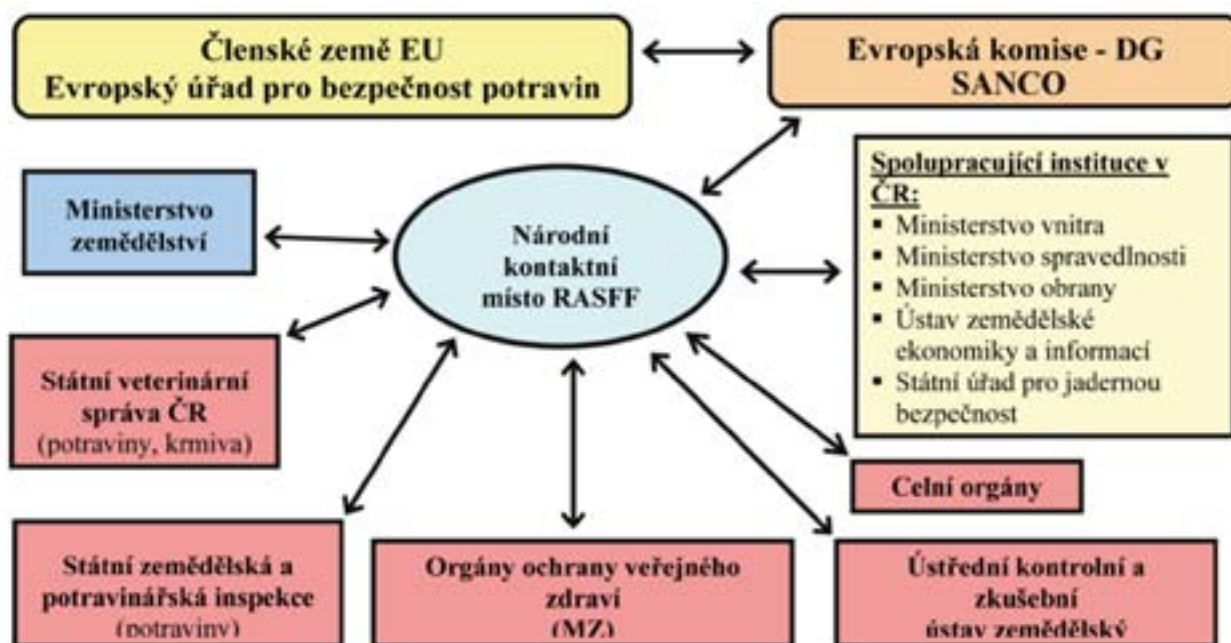 Členské země EU
Evropský úřad pro bezpečnost potravin
Evropská komise - DG
SANCO
Ministerstvo
zemědělství
Národní
kontaktní
místo RASFF
Spolupracující instituce v
ČR:
▪ Ministerstvo vnitra
▪ Ministerstvo spravedlnosti
▪ Ministerstvo obrany
▪ Ústav zemědělské
ekonomiky a informací
▪ Státní úřad pro jadernou
bezpečnost
Státní veterinární
správa ČR
(potraviny, krmiva)
Celní orgány
Státní zemědělská a
potravinářská inspekce
(potraviny)
Orgány ochrany veřejného
zdraví
(MZ)
Ústřední kontrolní a
zkušební
ústav zemědělský